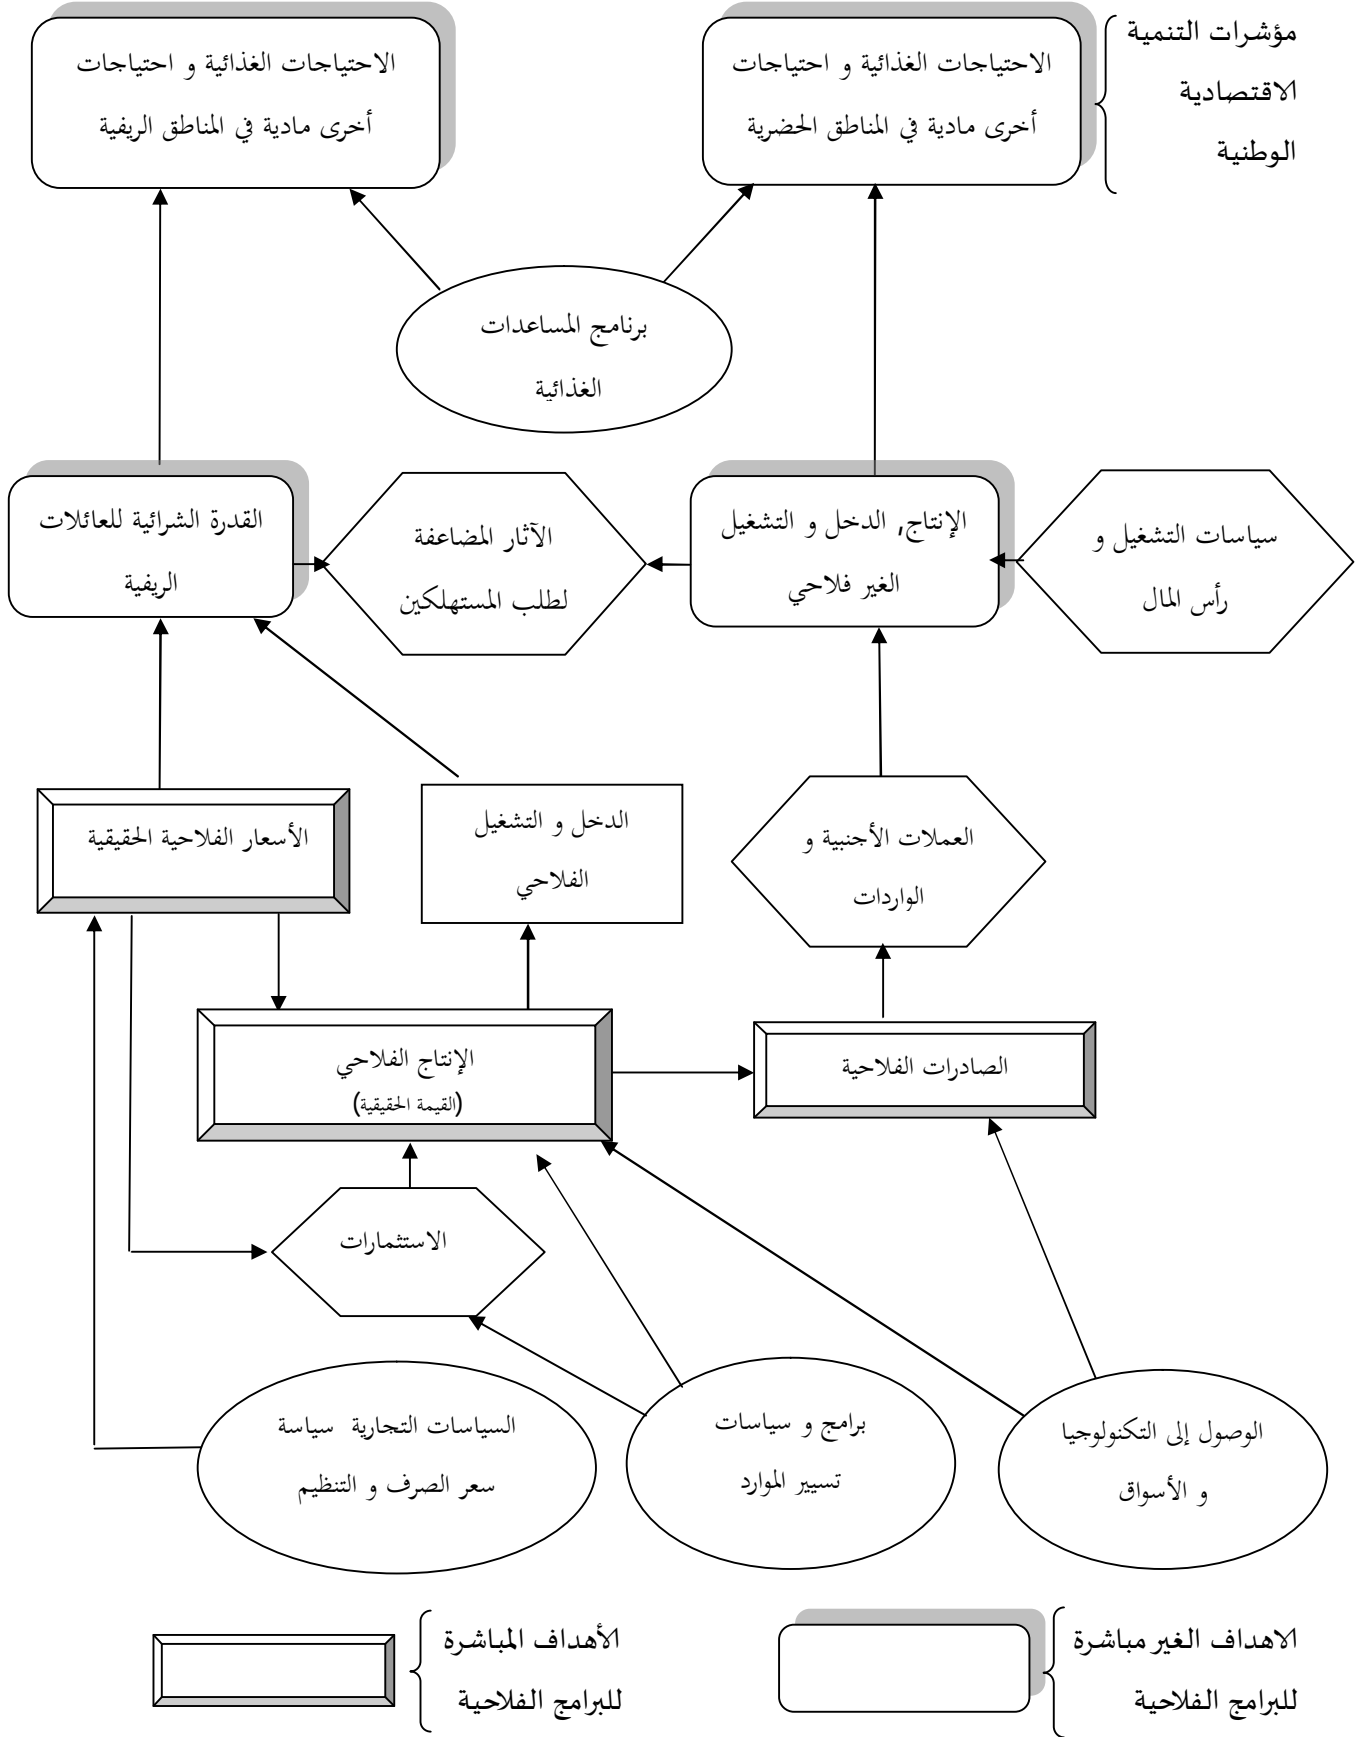 مؤشرات التنمية
الاقتصادية
الوطنية
الاحتياجات الغذائية و احتياجات
أخرى مادية في المناطق الحضرية
الاحتياجات الغذائية و احتياجات
أخرى مادية في المناطق الريفية
برنامج المساعدات
الغذائية
سياسات التشغيل و
رأس المال
الإنتاج, الدخل و التشغيل
الغير فلاحي
الآثار المضاعفة
لطلب المستهلكين
القدرة الشرائية للعائلات
الريفية
العملات الأجنبية و
الواردات
الدخل و التشغيل
الفلاحي
الأسعار الفلاحية الحقيقية
الصادرات الفلاحية
الإنتاج الفلاحي
(القيمة الحقيقية)
الاستثمارات
الوصول إلى التكنولوجيا
و الأسواق
برامج و سياسات
تسيير الموارد
السياسات التجارية سياسة
سعر الصرف و التنظيم
الاهداف الغير مباشرة
للبرامج الفلاحية
الأهداف المباشرة
للبرامج الفلاحية